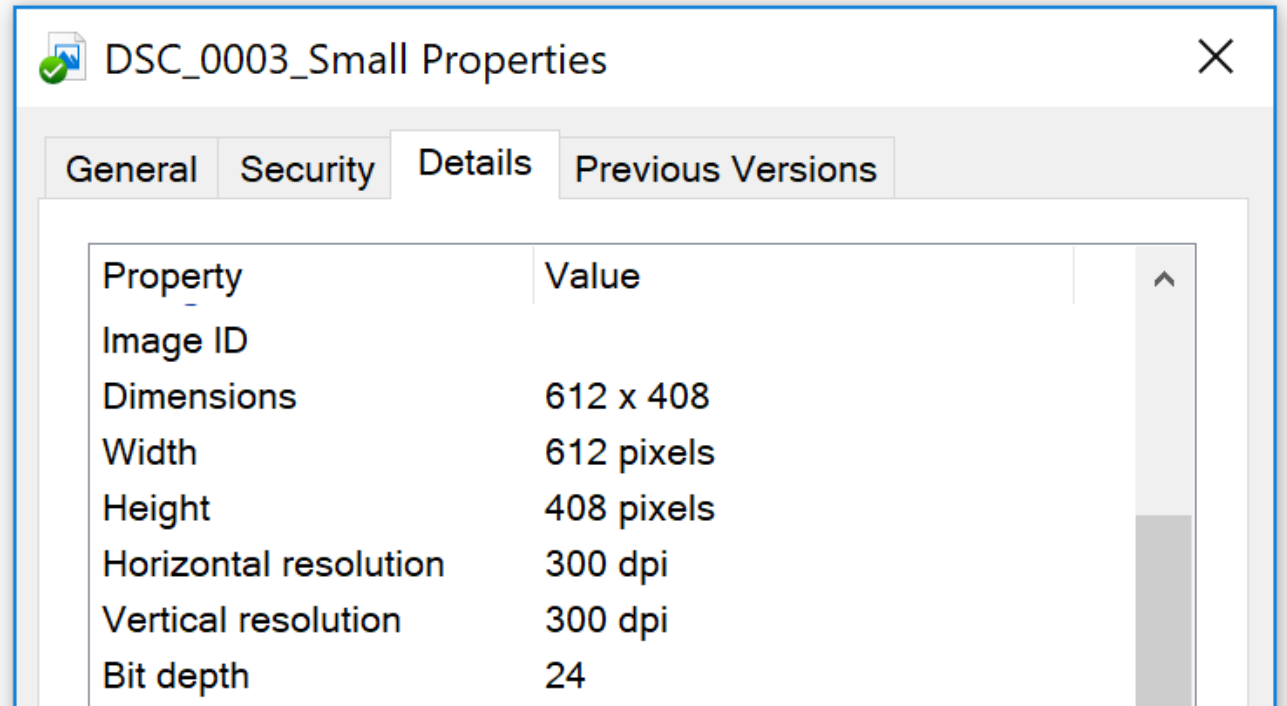 DSC_0003_Small Properties
General Security Details Previous Versions
Property Value
Image ID
Dimensions 612 x 408
Width 612 pixels
Height 408 pixels
Horizontal resolution 300 dpi
Vertical resolution 300 dpi
Bit depth 24